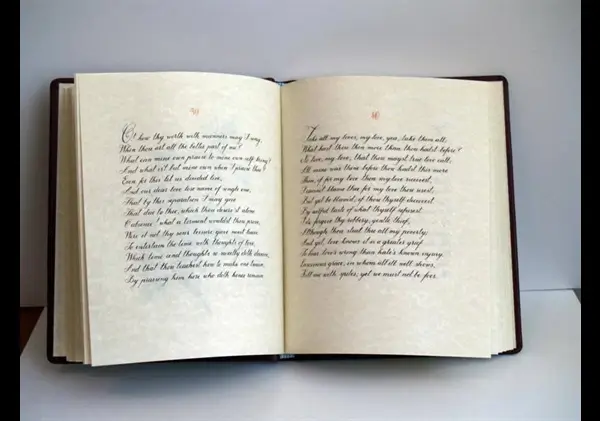 39
Oh how thy worth with manners may I sing,
When thou art all the better part of me?
What can mine own praise to mine own self bring?
And what is't but mine own when I praise thee?
Even for this let us divided live,
And our dear love lose name of single one,
That by this separation I may give
That due to thee, which thou deserv'st alone.
O absence! what a torment wouldst thou prove,
Were it not thy sour leisure gave sweet leave
To entertain the time with thoughts of love,
Which time and thoughts so sweetly doth deceive,
And that thou teachest how to make one twain,
By praising him here who doth hence remain.
40
Take all my loves, my love, yea, take them all;
What hast thou then more than thou hadst before?
No love, my love, that thou mayst true love call;
All mine was thine before thou hadst this more.
Then, if for my love thou my love receivest,
I cannot blame thee for my love thou usest;
But yet be blamed, if thou thyself deceivest
By wilful taste of what thyself refusest.
I do forgive thy robbery, gentle thief,
Although thou steal thee all my poverty;
And yet, love knows it is a greater grief
To bear love's wrong than hate's known injury.
Lascivious grace, in whom all ill well shows,
Kill me with spites; yet we must not be foes.